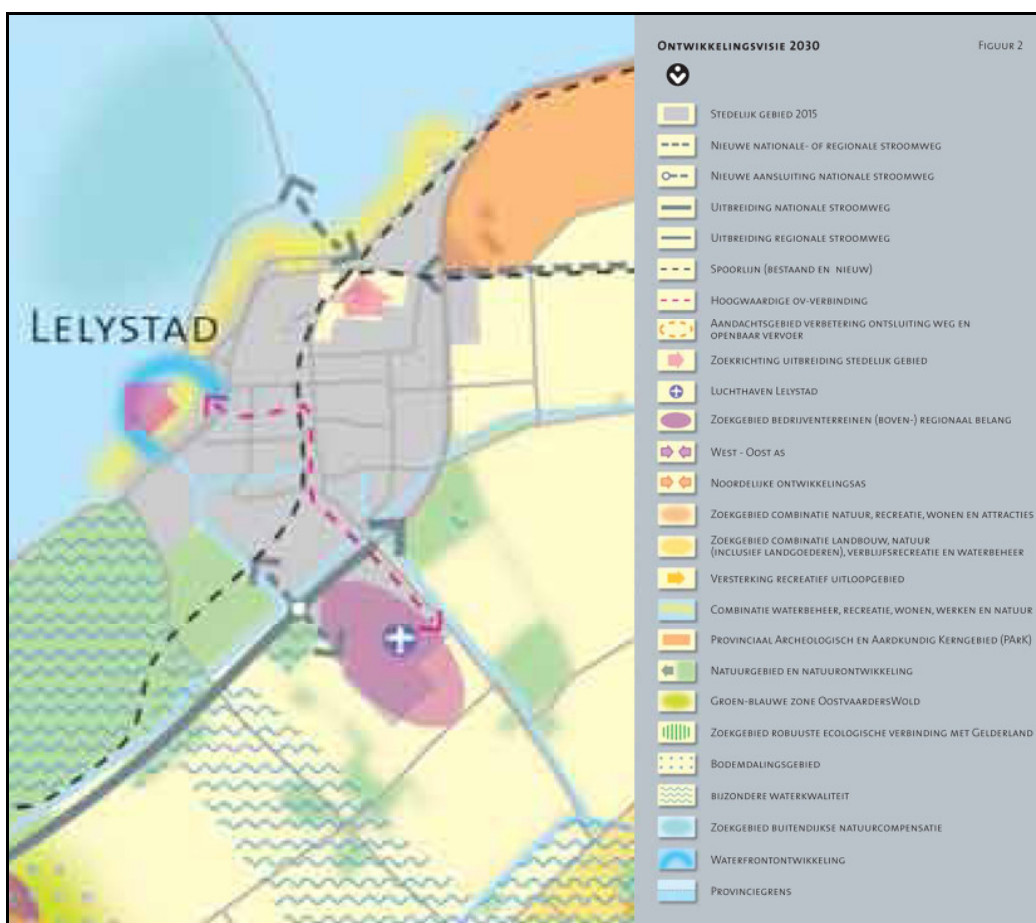 LELYSTAD
ONTWIKKELINGSVISIE 2030
FIGUUR 2
STEDELIJK GEBIED 2015
NIEUWE NATIONALE- OF REGIONALE STROOMWEG
NIEUWE AANSLUITING NATIONALE STROOMWEG
UITBREIDING NATIONALE STROOMWEG
UITBREIDING REGIONALE STROOMWEG
SPOORLIJN (BESTAAND EN NIEUW)
HOOGWAARDIGE OV-VERBINDING
AANDACHTSGEBIED VERBETERING ONTSLUITING WEG EN
OPENBAAR VERVOER
ZOEKRICHTING UITBREIDING STEDELIJK GEBIED
LUCHTHAVEN LELYSTAD
ZOEKGEBIED BEDRIJVENTERREINEN (BOVEN-) REGIONAAL BELANG
WEST - OOST AS
NOORDELIJKE ONTWIKKELINGSAS
ZOEKGEBIED COMBINATIE NATUUR, RECREATIE, WONEN EN ATTRACTIES
ZOEKGEBIED COMBINATIE LANDBOUW, NATUUR
(INCLUSIEF LANDGOEDEREN), VERBLIJFSRECREATIE EN WATERBEHEER
VERSTERKING RECREATIEF UITLOOPGEBIED
COMBINATIE WATERBEHEER, RECREATIE, WONEN, WERKEN EN NATUUR
PROVINCIAAL ARCHEOLOGISCH EN AARDKUNDIG KERNGEBIED (PARK)
NATUURGEBIED EN NATUURONTWIKKELING
GROEN-BLAUWE ZONE OOSTVAARDERSWOLD
ZOEKGEBIED ROBUUSTE ECOLOGISCHE VERBINDING MET GELDERLAND
BODEMDALINGSGEBIED
BIJZONDERE WATERKWALITEIT
ZOEKGEBIED BUITENDIJKSE NATUURCOMPENSATIE
WATERFRONTONTWIKKELING
PROVINCIEGRENS